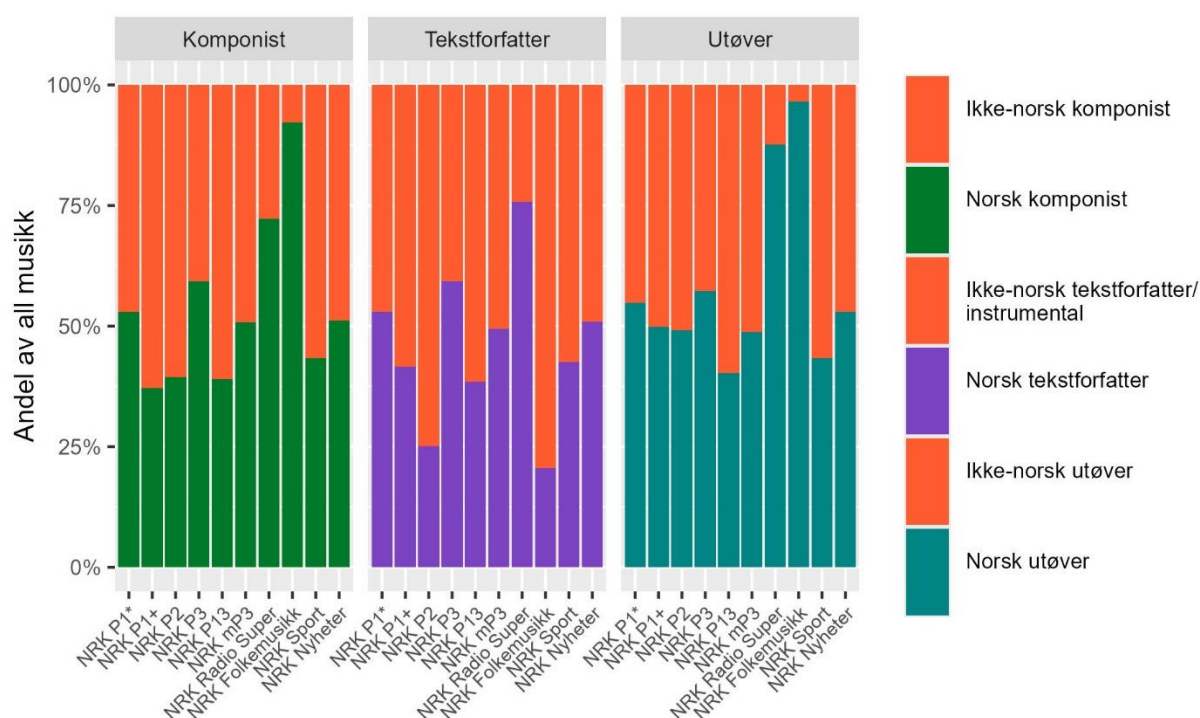 Komponist
Tekstforfatter
Utøver
100%
75%
50%
25%
0%
Andel av all musikk
NRK P1*
NRK P1+
NRK P2
NRK P3
NRK P13
NRK mP3
NRK Radio Super
NRK Folkemusikk
NRK Sport
NRK Nyheter
NRK P1*
NRK P1+
NRK P2
NRK P3
NRK P13
NRK mP3
NRK Radio Super
NRK Folkemusikk
NRK Sport
NRK Nyheter
NRK P1*
NRK P1+
NRK P2
NRK P3
NRK P13
NRK mP3
NRK Radio Super
NRK Folkemusikk
NRK Sport
NRK Nyheter
Ikke-norsk komponist
Norsk komponist
Ikke-norsk tekstforfatter/
instrumental
Norsk tekstforfatter
Ikke-norsk utøver
Norsk utøver